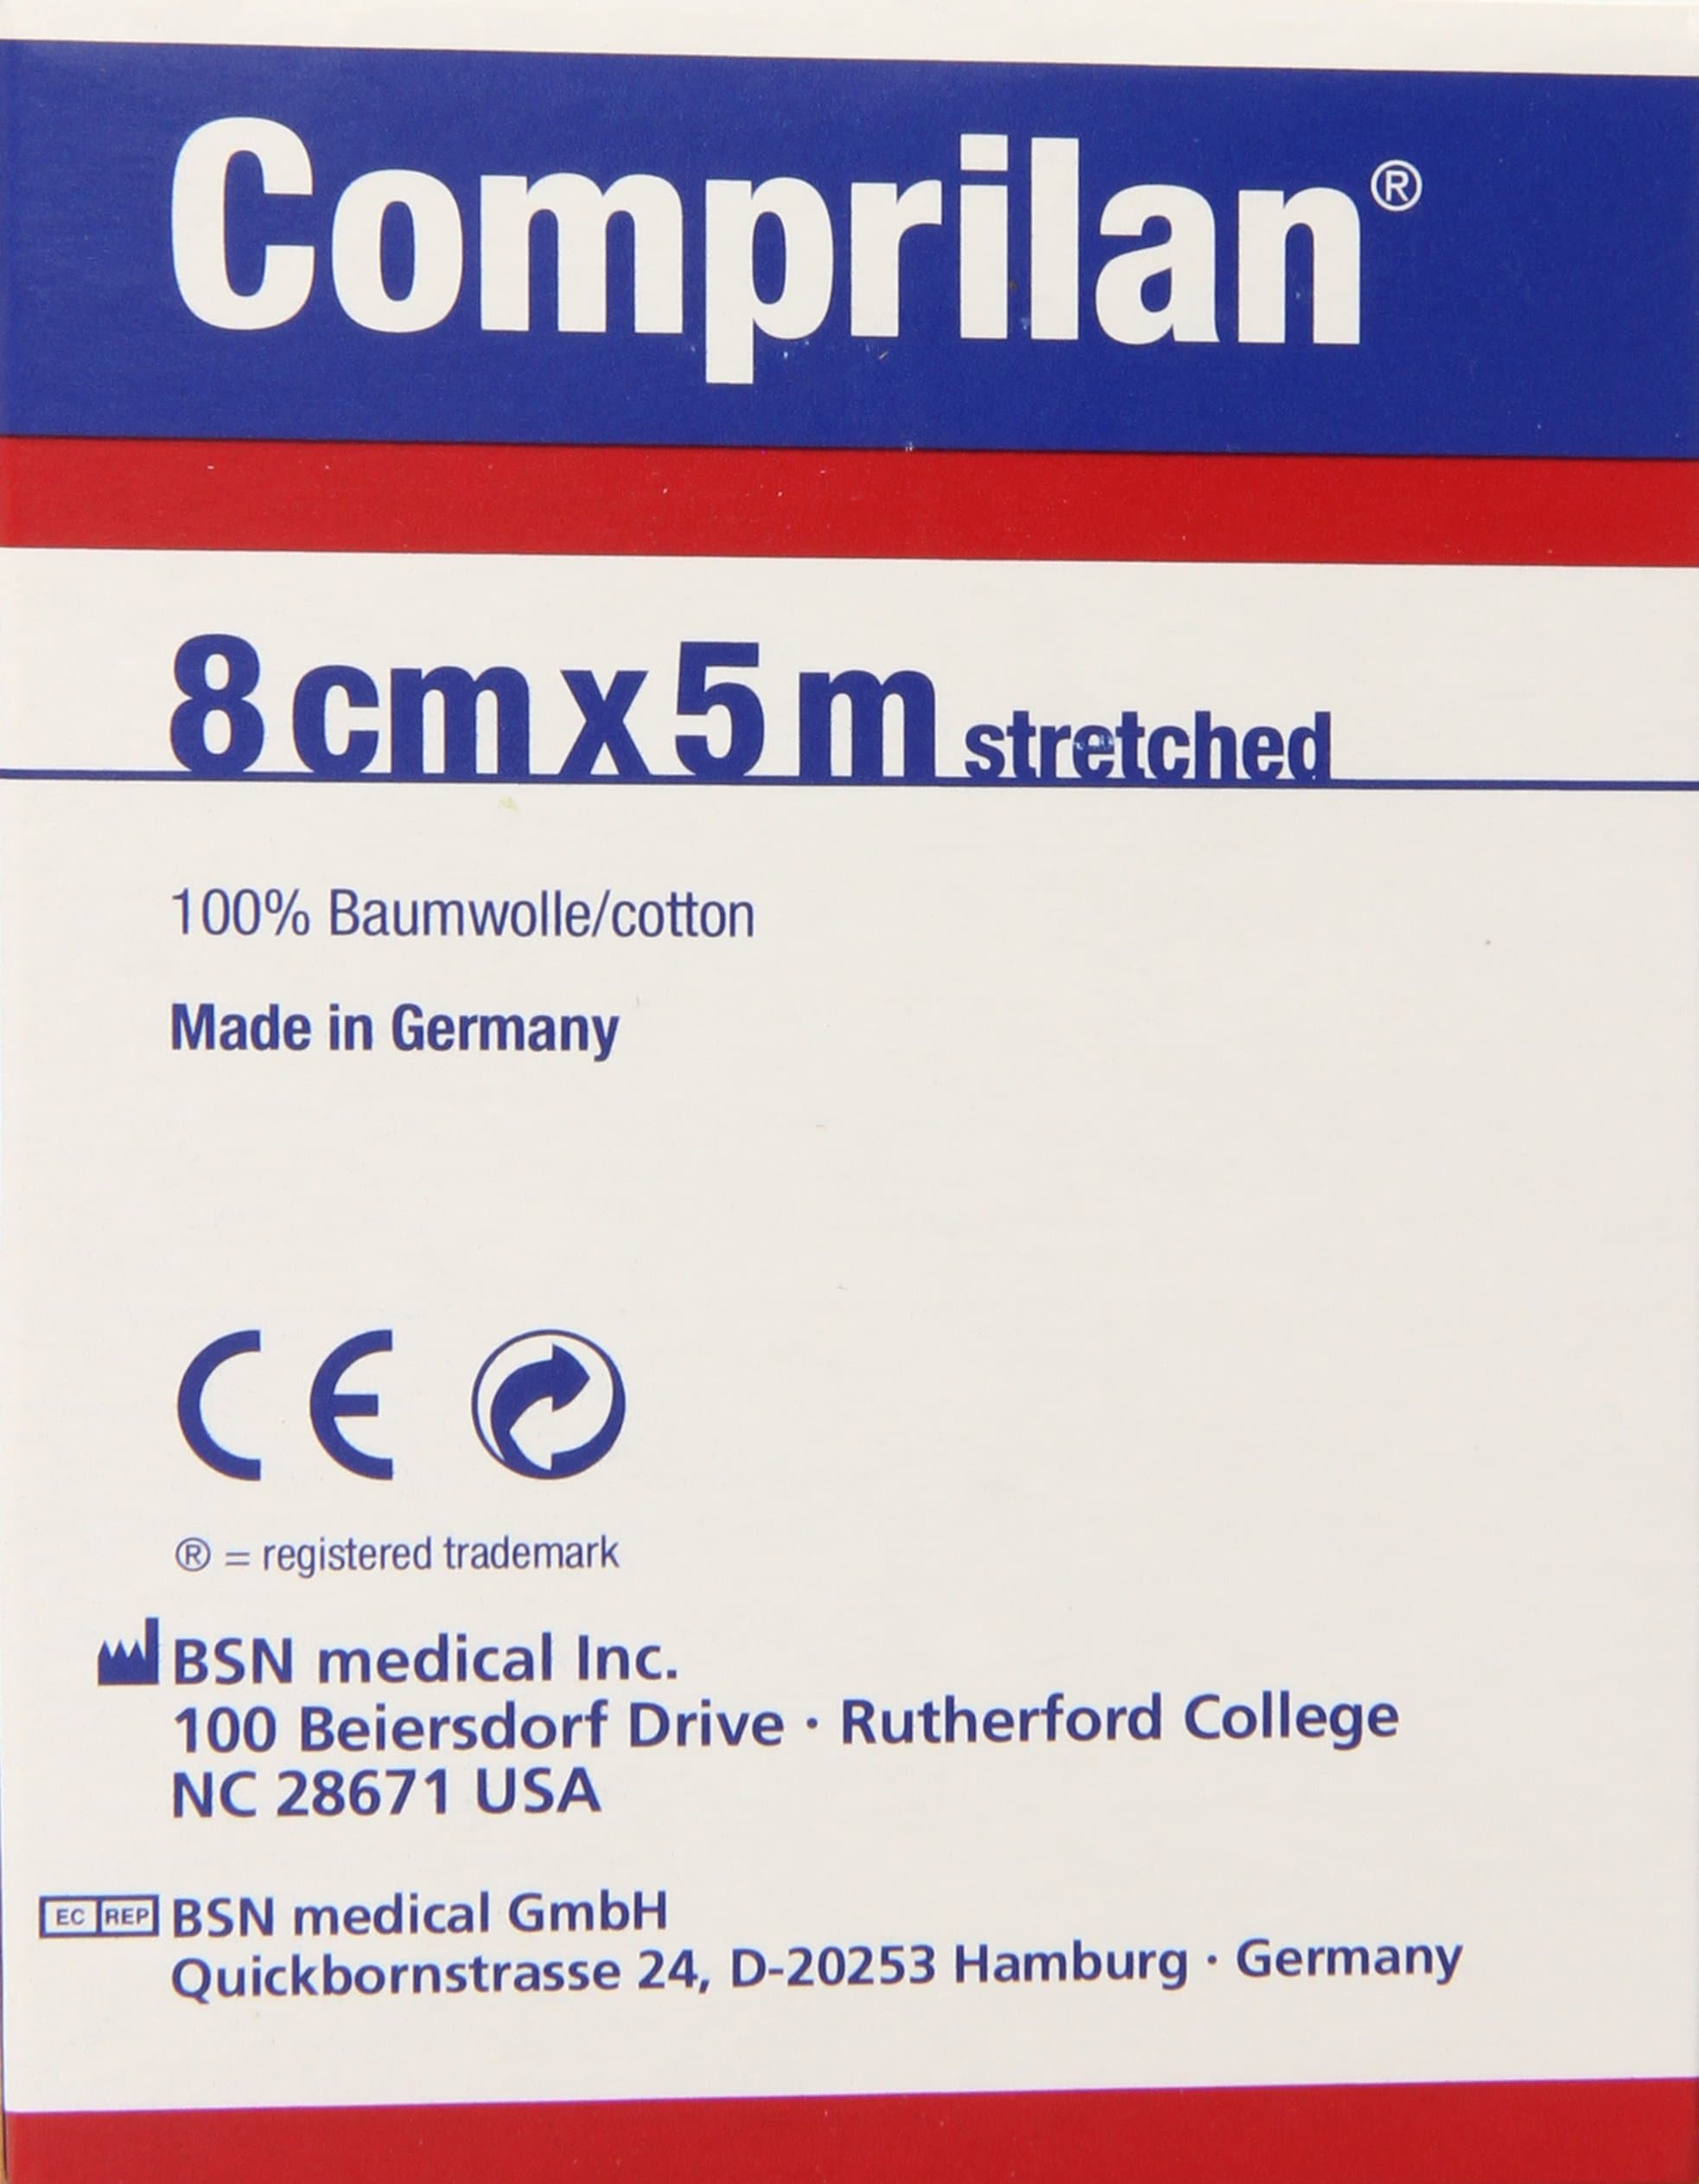 Comprilan®
8 cm x 5 m stretched
100% Baumwolle/cotton
Made in Germany
CE
® = registered trademark
BSN medical Inc.
100 Beiersdorf Drive · Rutherford College
NC 28671 USA
EC REP BSN medical GmbH
Quickbornstrasse 24, D-20253 Hamburg · Germany